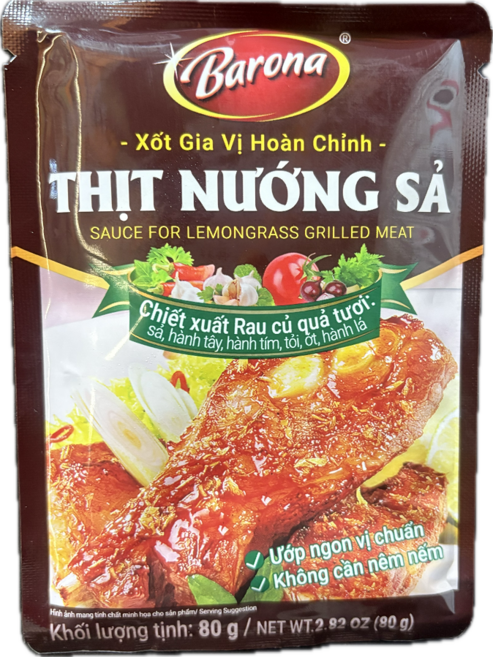 Barona ®
- Xốt Gia Vị Hoàn Chỉnh -
THỊT NƯỚNG SẢ
SAUCE FOR LEMONGRASS GRILLED MEAT
Chiết xuất Rau củ quả tươi:
sả, hành tây, hành tím, tỏi, ớt, hành lá
✓ Ướp ngon vị chuẩn
✓ Không cần nêm nếm
Hình ảnh mang tính chất minh họa cho sản phẩm/ Serving Suggestion
Khối lượng tịnh: 80 g / NET WT.2.82 OZ (80 g)